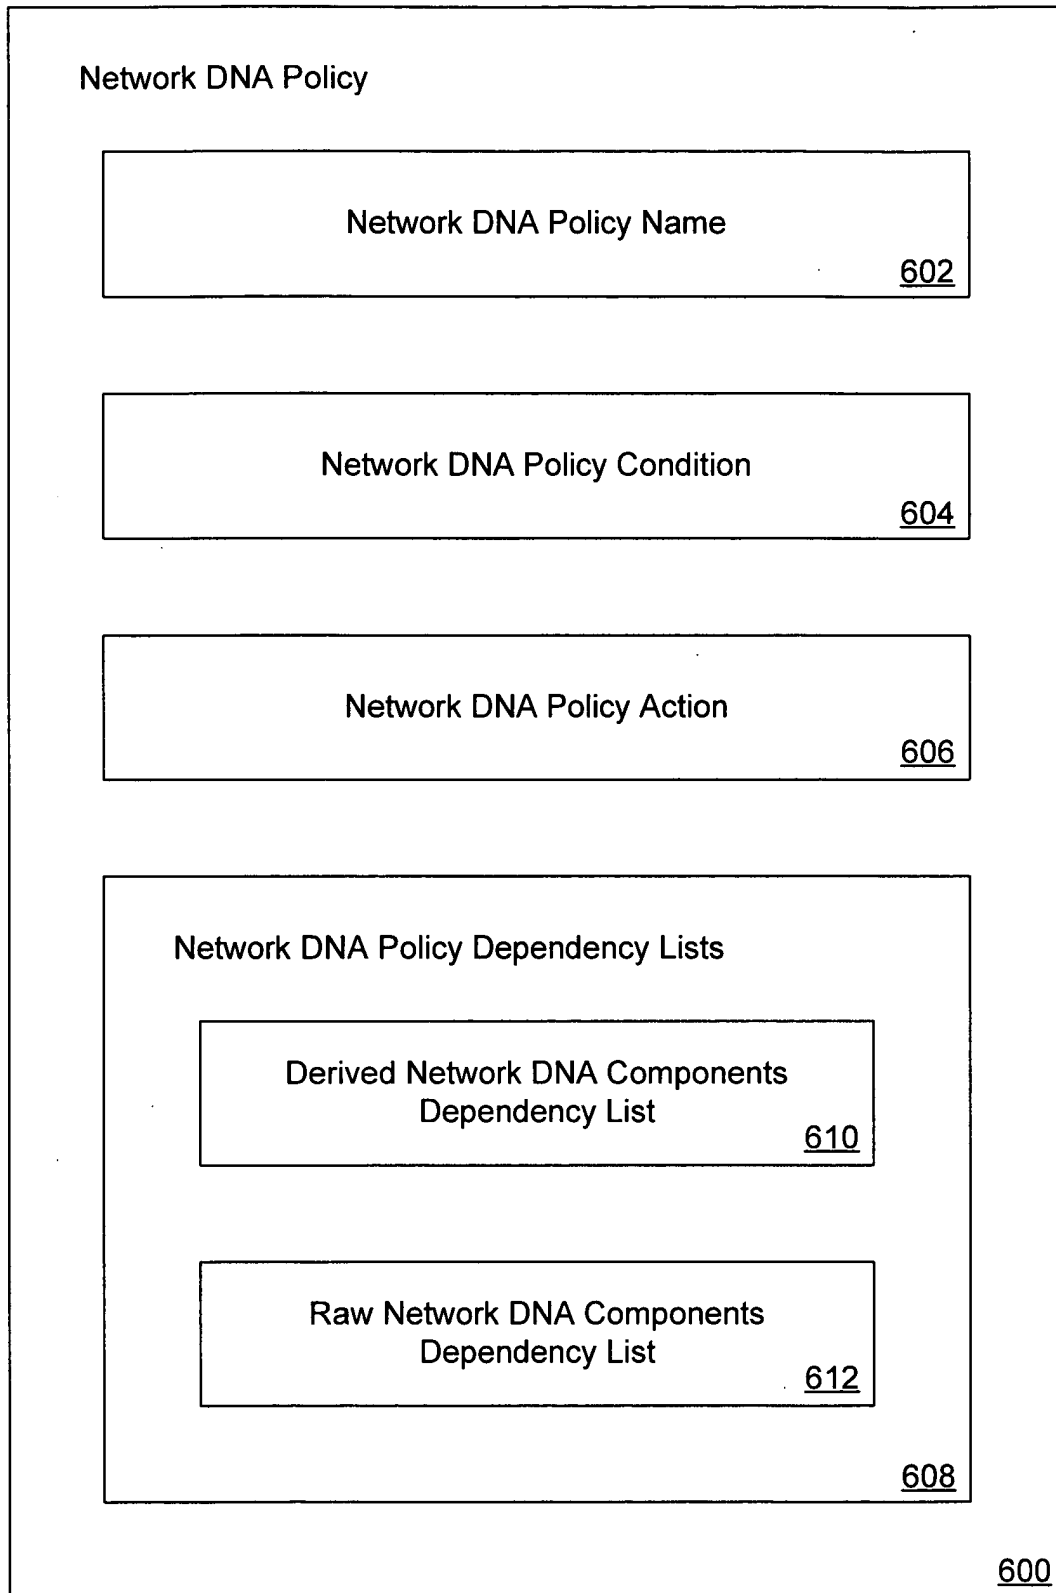 Network DNA Policy
Network DNA Policy Name
602
Network DNA Policy Condition
604
Network DNA Policy Action
606
Network DNA Policy Dependency Lists
Derived Network DNA Components
Dependency List
610
Raw Network DNA Components
Dependency List
612
608
600